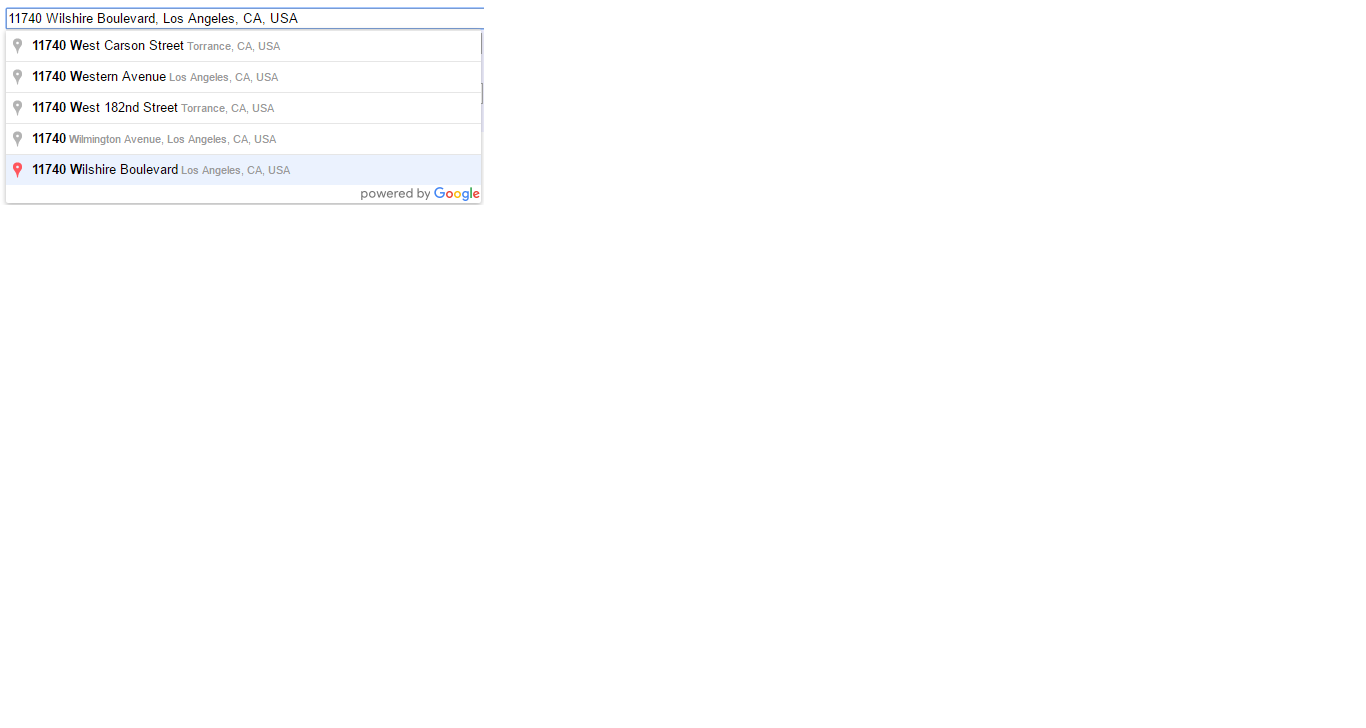 11740 Wilshire Boulevard, Los Angeles, CA, USA
11740 West Carson Street Torrance, CA, USA
11740 Western Avenue Los Angeles, CA, USA
11740 West 182nd Street Torrance, CA, USA
11740 Wilmington Avenue, Los Angeles, CA, USA
11740 Wilshire Boulevard Los Angeles, CA, USA
powered by Google